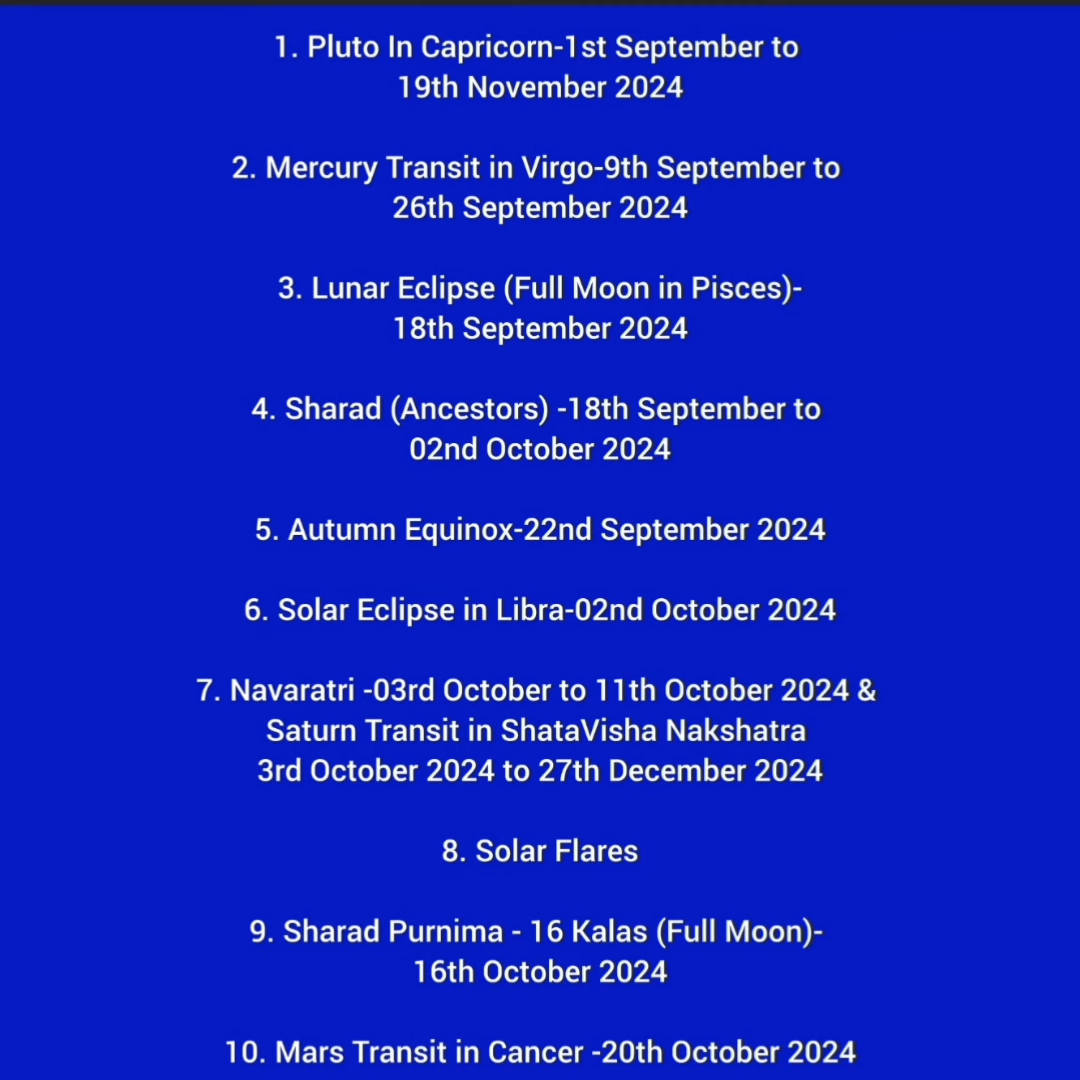 1. Pluto In Capricorn-1st September to
19th November 2024
2. Mercury Transit in Virgo-9th September to
26th September 2024
3. Lunar Eclipse (Full Moon in Pisces)-
18th September 2024
4. Sharad (Ancestors) -18th September to
02nd October 2024
5. Autumn Equinox-22nd September 2024
6. Solar Eclipse in Libra-02nd October 2024
7. Navaratri -03rd October to 11th October 2024 &
Saturn Transit in ShataVisha Nakshatra
3rd October 2024 to 27th December 2024
8. Solar Flares
9. Sharad Purnima - 16 Kalas (Full Moon)-
16th October 2024
10. Mars Transit in Cancer -20th October 2024